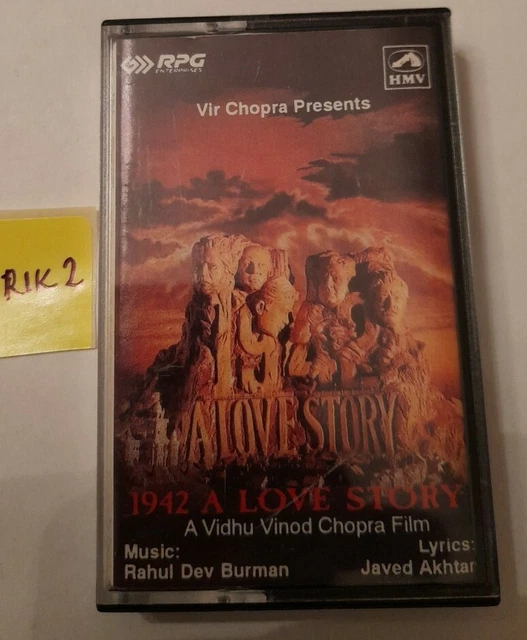 RPG
ENTERPRISES
HMV
Vir Chopra Presents
RIK 2
1942
A LOVE STORY
1942 A LOVE STORY
A Vidhu Vinod Chopra Film
Music:
Rahul Dev Burman
Lyrics:
Javed Akhtar